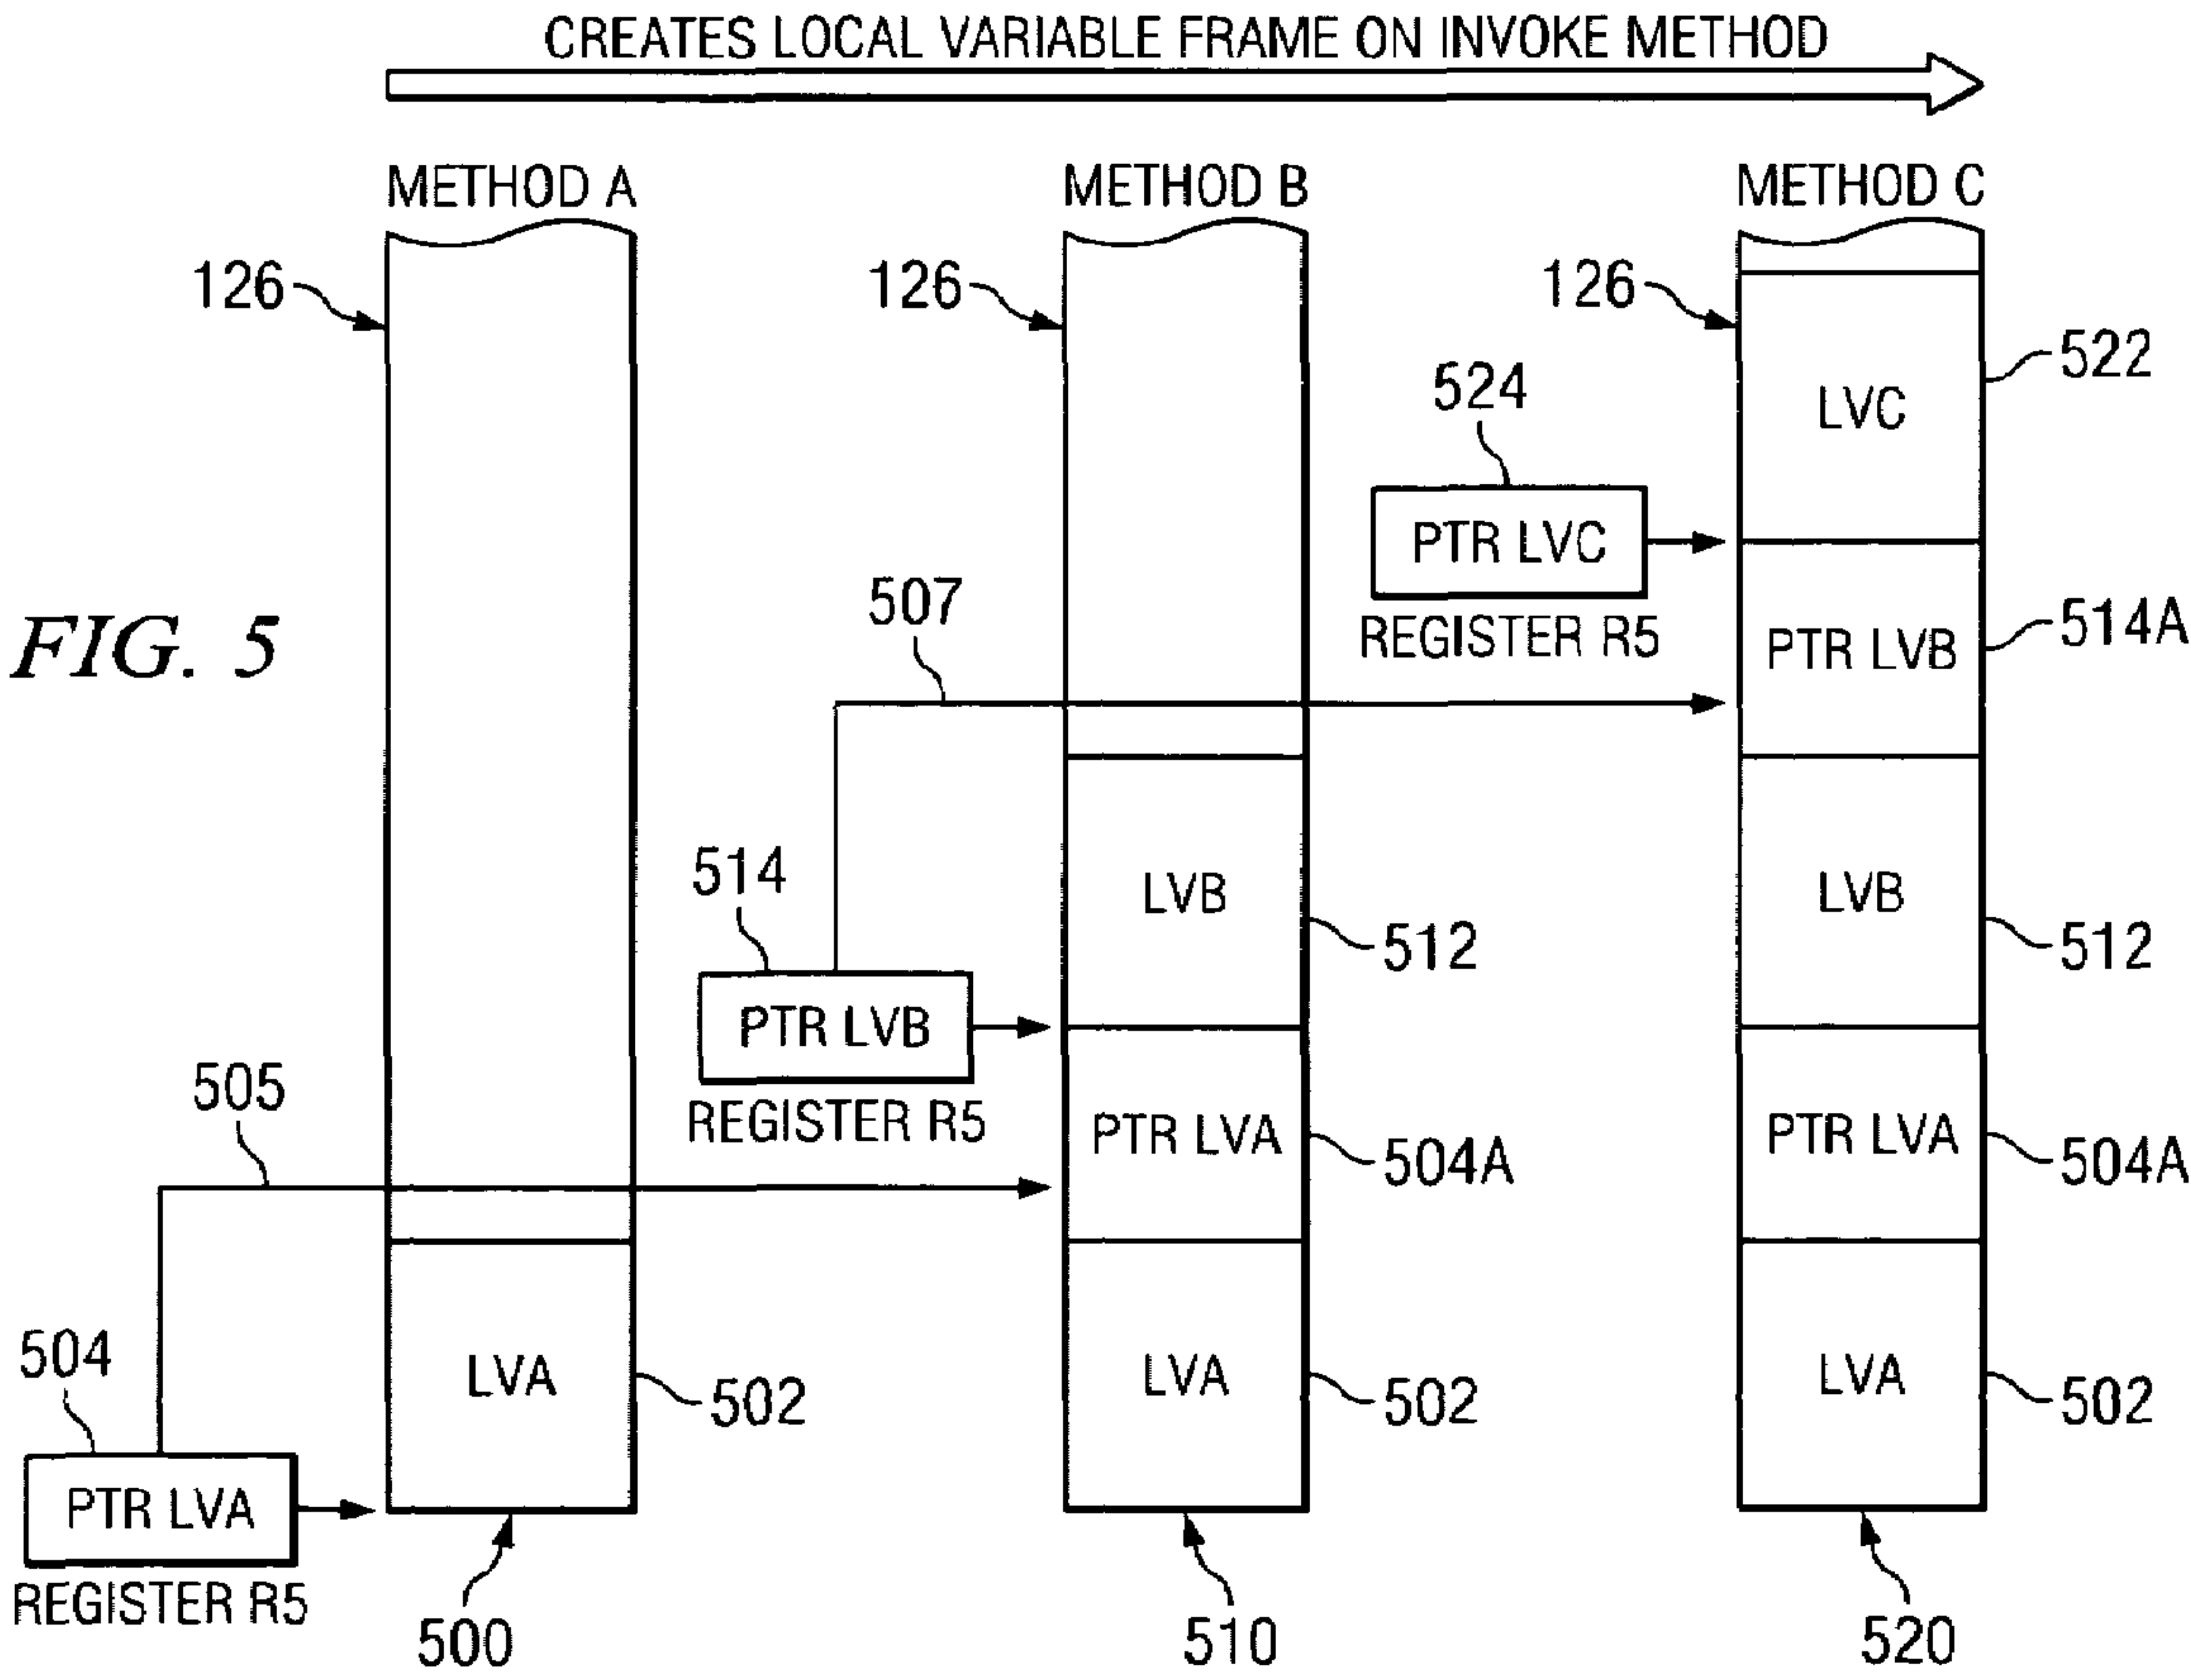 CREATES LOCAL VARIABLE FRAME ON INVOKE METHOD
METHOD A
METHOD B
METHOD C
126
126
126
522
LVC
524
PTR LVC
REGISTER R5
507
514A
PTR LVB
FIG. 5
514
LVB
LVB
512
512
PTR LVB
REGISTER R5
505
PTR LVA
504A
PTR LVA
504A
504
LVA
502
LVA
502
LVA
502
PTR LVA
REGISTER R5
500
510
520